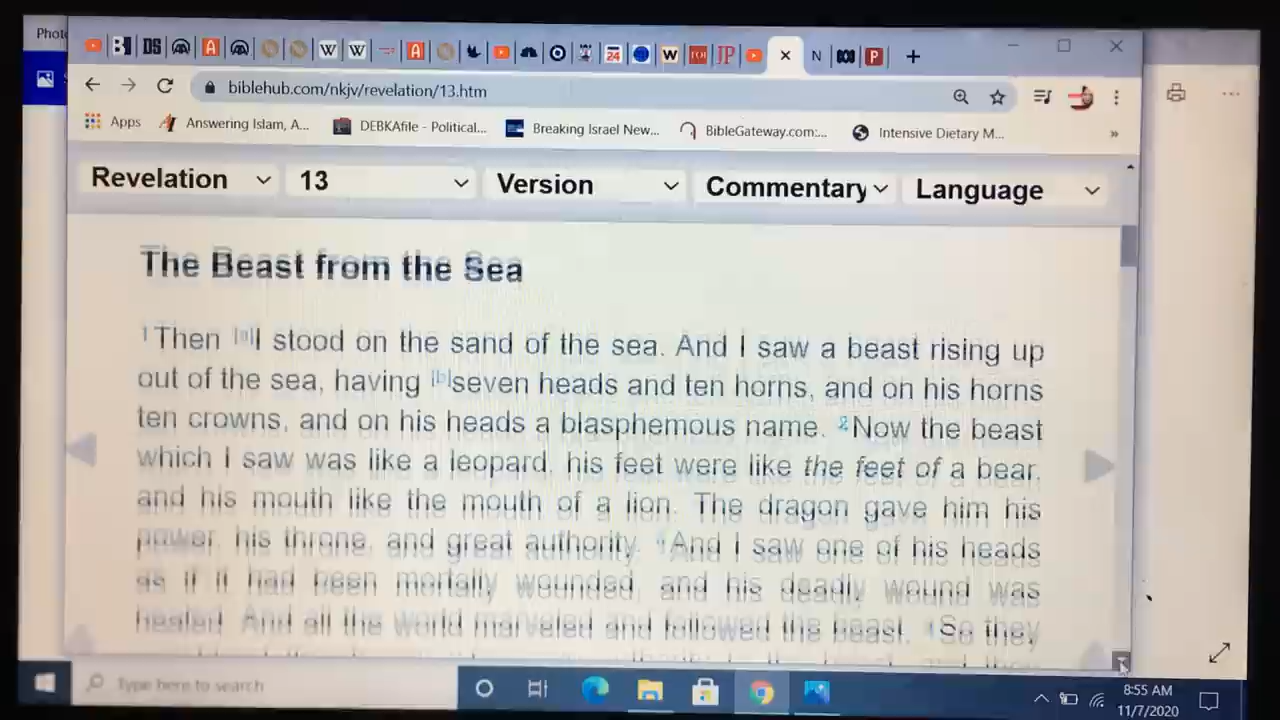 Photo
B DS A W W A 24 W TOI JP N P
biblehub.com/nkjv/revelation/13.htm
Apps Answering Islam, A... DEBKAfile - Political... Breaking Israel New... BibleGateway.com:... Intensive Dietary M... »
Revelation 13 Version Commentary Language
The Beast from the Sea
1 Then [a]I stood on the sand of the sea. And I saw a beast rising up
out of the sea, having [b]seven heads and ten horns, and on his horns
ten crowns, and on his heads a blasphemous name. 2 Now the beast
which I saw was like a leopard, his feet were like the feet of a bear,
and his mouth like the mouth of a lion. The dragon gave him his
power, his throne, and great authority. And I saw one of his heads
as if it had been mortally wounded, and his deadly wound was
healed. And all the world marveled and followed the beast. So they
Type here to search
8:55 AM
11/7/2020